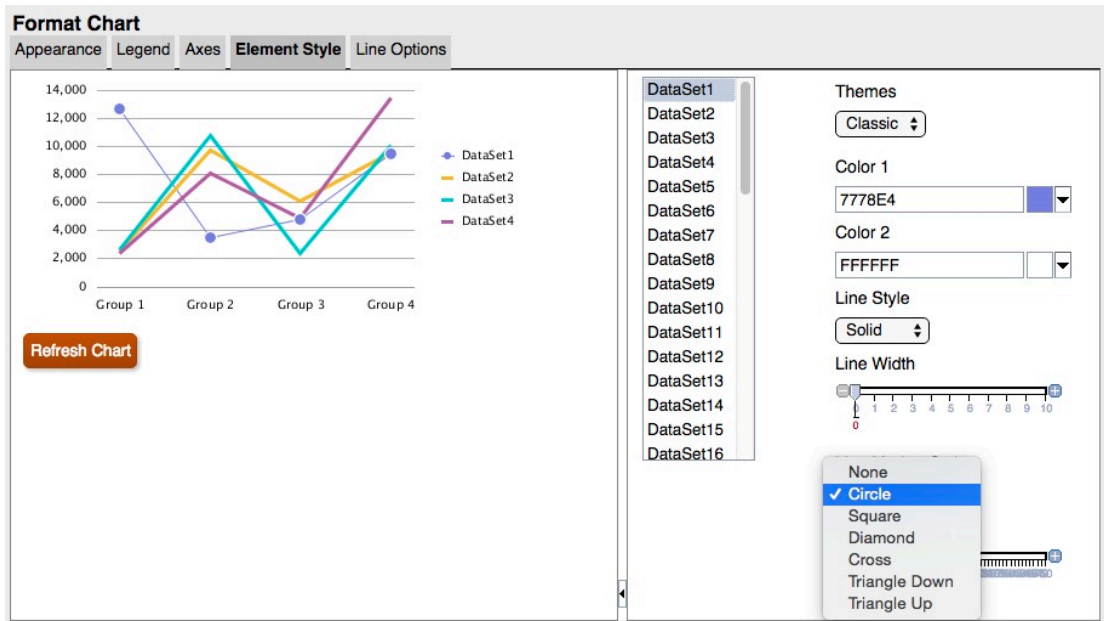 Format Chart
Appearance Legend Axes Element Style Line Options
14,000
12,000
10,000
8,000
6,000
4,000
2,000
0
Group 1 Group 2 Group 3 Group 4
DataSet1
DataSet2
DataSet3
DataSet4
Refresh Chart
DataSet1
DataSet2
DataSet3
DataSet4
DataSet5
DataSet6
DataSet7
DataSet8
DataSet9
DataSet10
DataSet11
DataSet12
DataSet13
DataSet14
DataSet15
DataSet16
Themes
Classic
Color 1
7778E4
Color 2
FFFFFF
Line Style
Solid
Line Width
0 1 2 3 4 5 6 7 8 9 10
0
None
✓ Circle
Square
Diamond
Cross
Triangle Down
Triangle Up